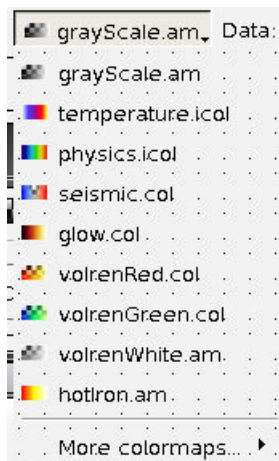 grayScale.am Data:
grayScale.am
temperature.icol
physics.icol
seismic.col
glow.col
volrenRed.col
volrenGreen.col
volrenWhite.am
hotIron.am
More colormaps...